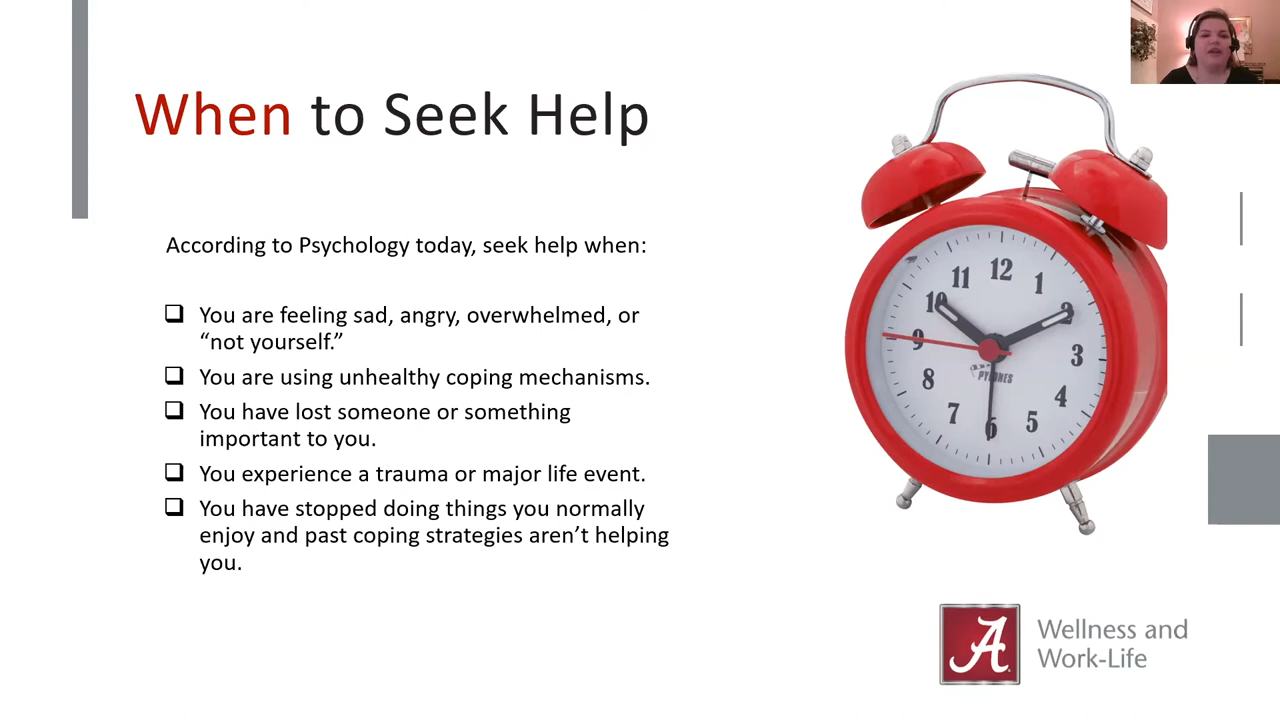 When to Seek Help
According to Psychology today, seek help when:
❑ You are feeling sad, angry, overwhelmed, or
“not yourself.”
❑ You are using unhealthy coping mechanisms.
❑ You have lost someone or something
important to you.
❑ You experience a trauma or major life event.
❑ You have stopped doing things you normally
enjoy and past coping strategies aren’t helping
you.
12
11
1
10
2
9
3
8
4
7
5
6
PYLONES
A
Wellness and
Work-Life